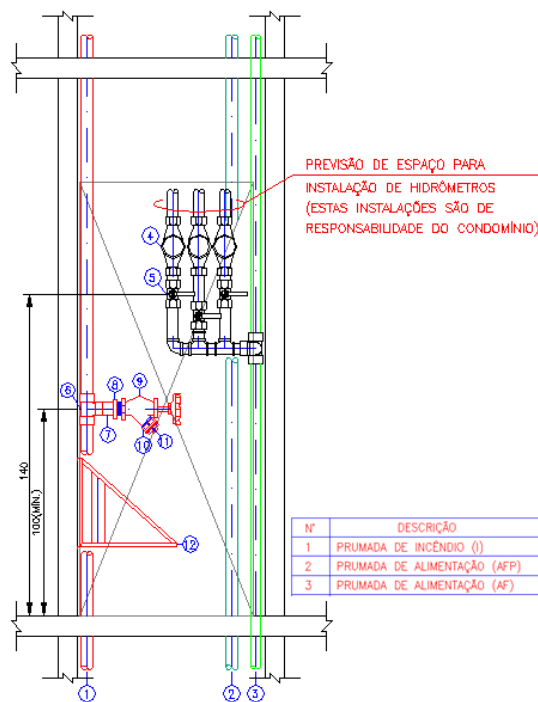 PREVISÃO DE ESPAÇO PARA
INSTALAÇÃO DE HIDRÔMETROS
(ESTAS INSTALAÇÕES SÃO DE
RESPONSABILIDADE DO CONDOMÍNIO)
4
5
6
8
9
7
10
11
140
100(MÍN.)
12
N° DESCRIÇÃO
1 PRUMADA DE INCÊNDIO (I)
2 PRUMADA DE ALIMENTAÇÃO (AFP)
3 PRUMADA DE ALIMENTAÇÃO (AF)
1 2 3